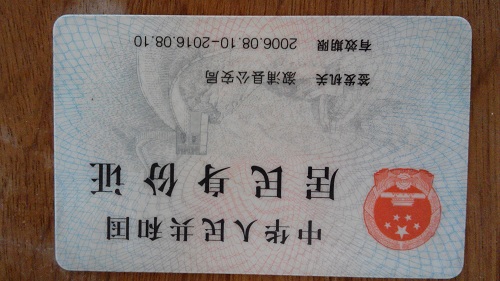 中华人民共和国
居民身份证
签发机关 溆浦县公安局
有效期限 2006.08.10-2016.08.10